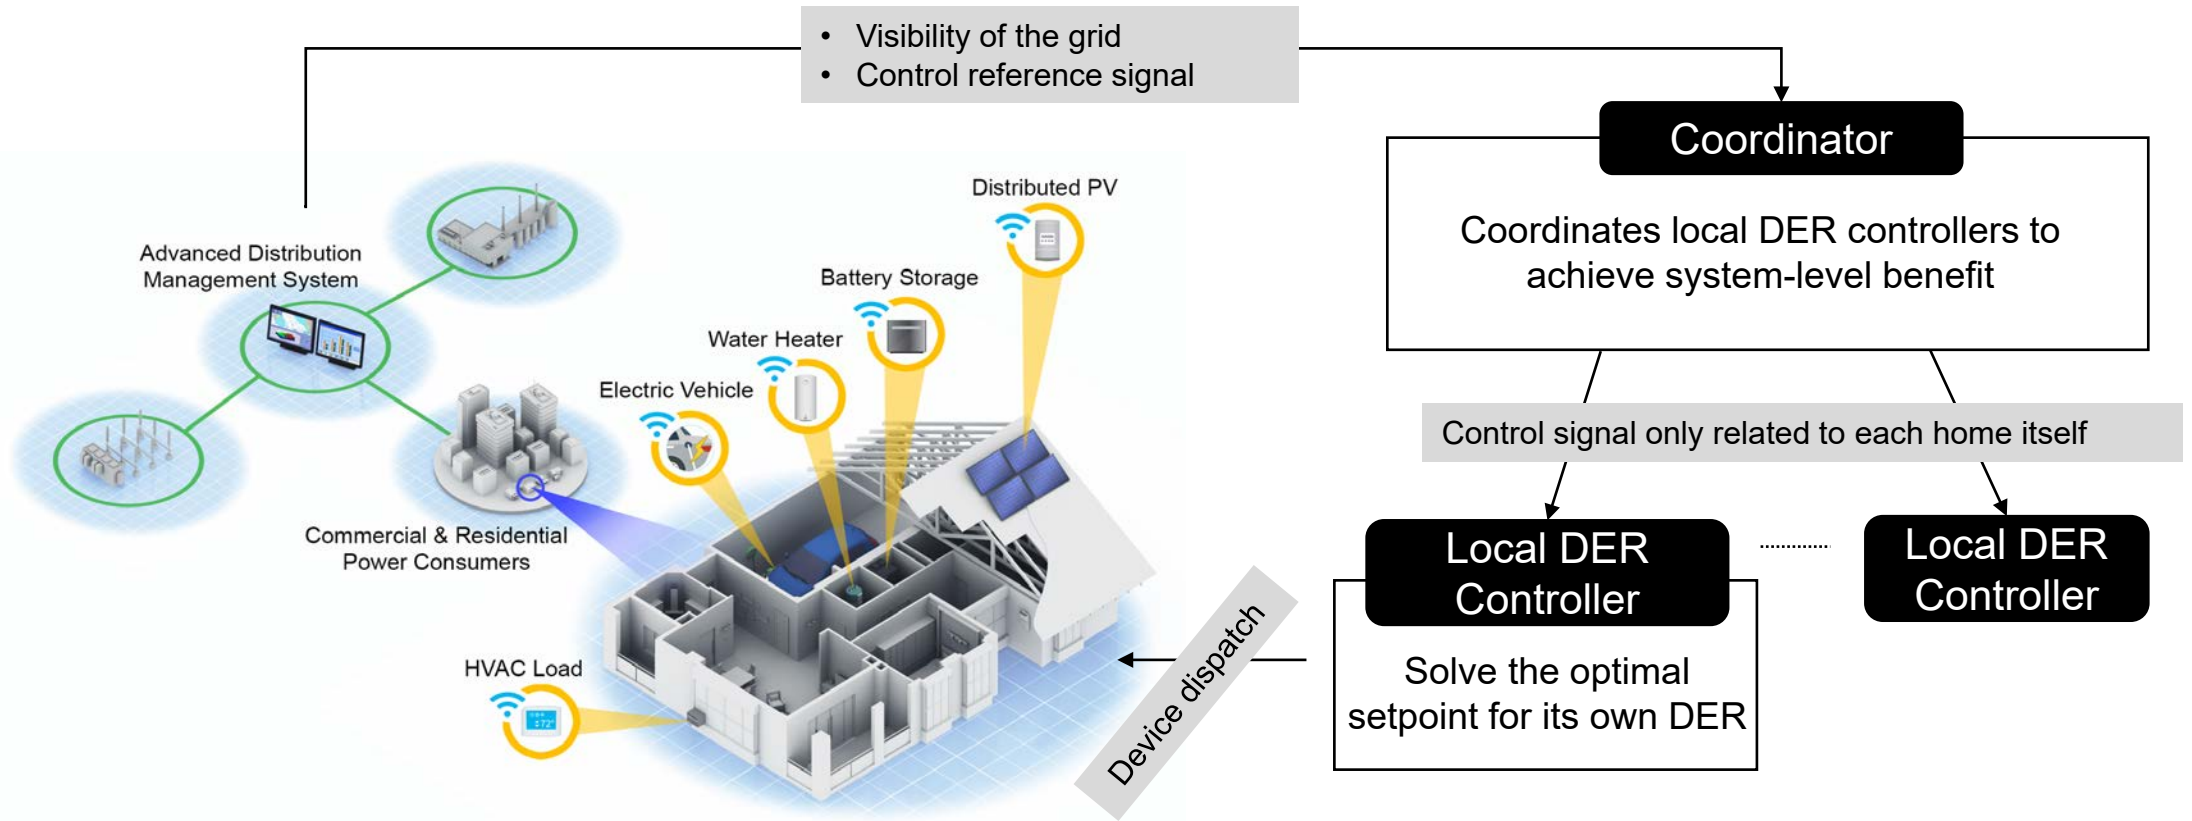 • Visibility of the grid
• Control reference signal
Coordinator
Coordinates local DER controllers to
achieve system-level benefit
Control signal only related to each home itself
Local DER
Controller
Local DER
Controller
Solve the optimal
setpoint for its own DER
Device dispatch
Advanced Distribution
Management System
Distributed PV
Battery Storage
Water Heater
Electric Vehicle
Commercial & Residential
Power Consumers
HVAC Load
72°